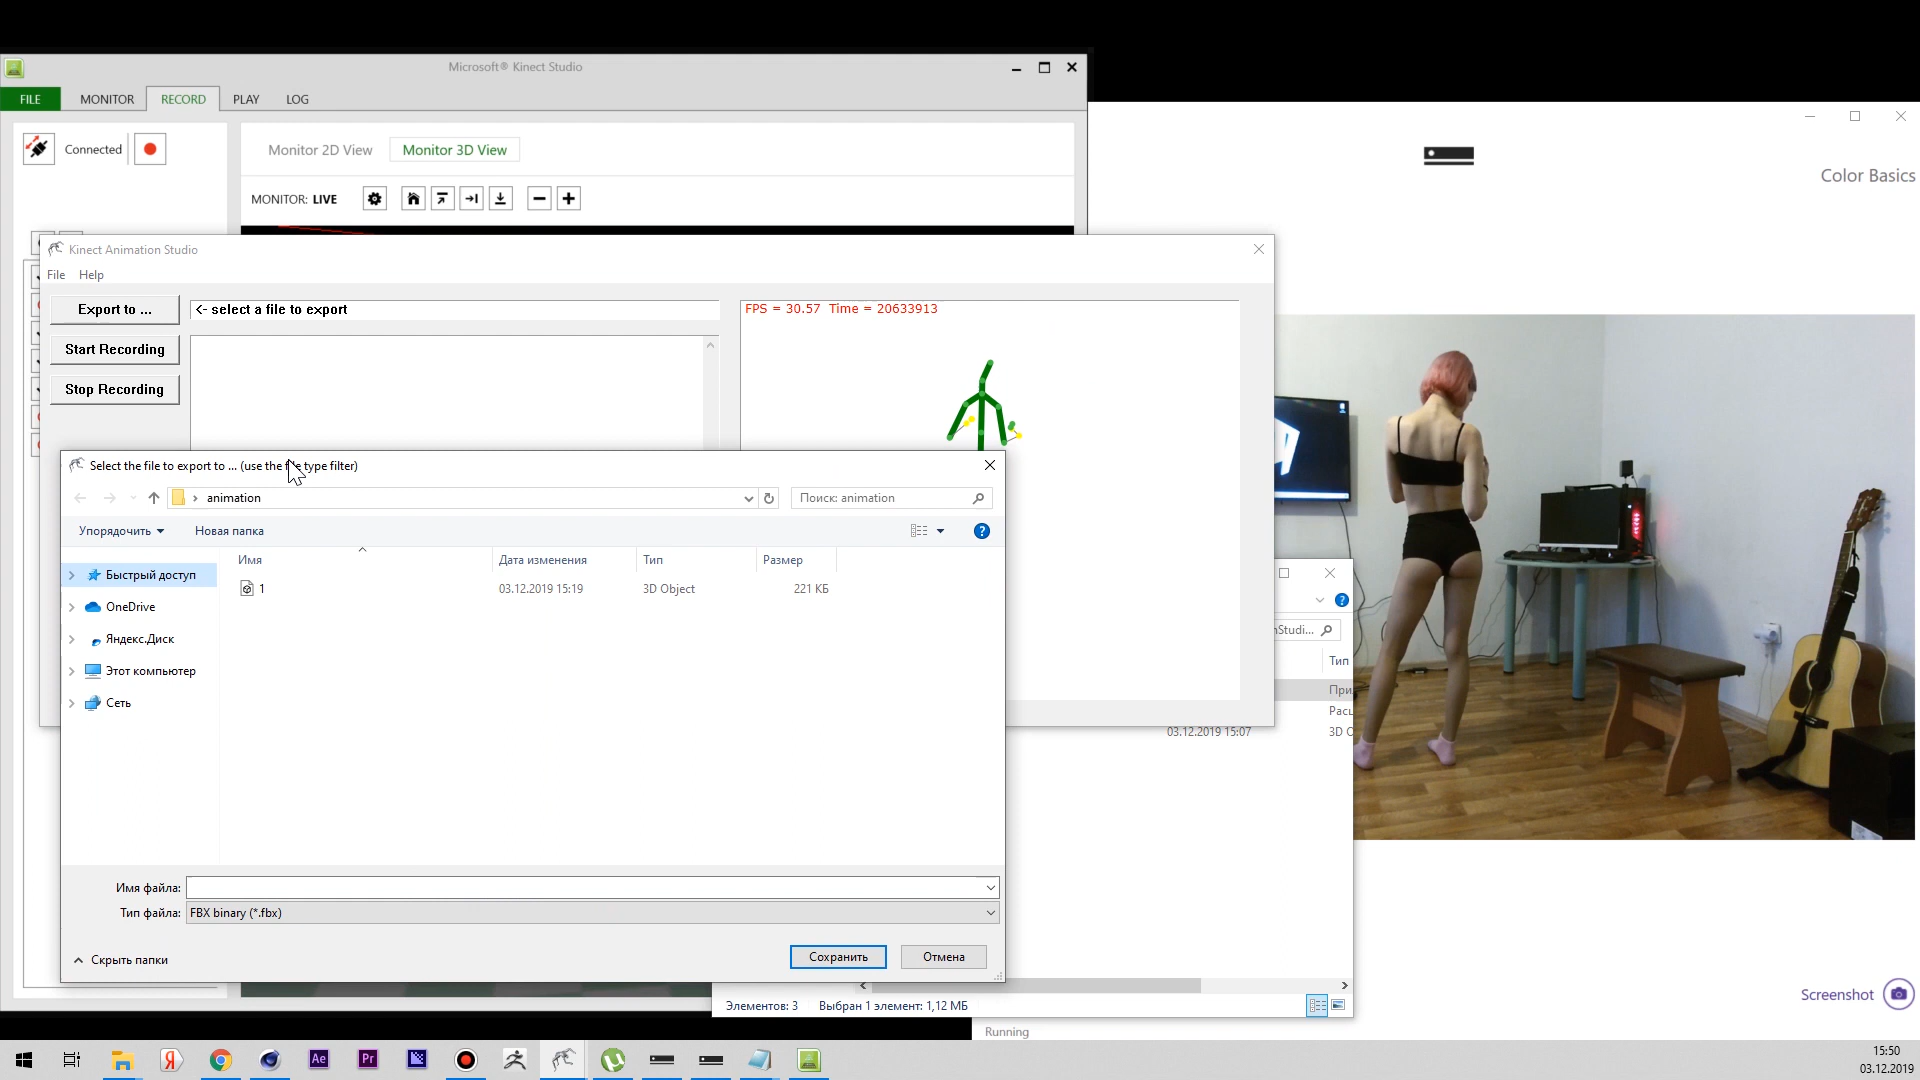 Microsoft® Kinect Studio
FILE MONITOR RECORD PLAY LOG
Connected
Monitor 2D View Monitor 3D View
MONITOR: LIVE
Color Basics
Kinect Animation Studio
File Help
Export to ... <- select a file to export
FPS = 30.57 Time = 20633913
Start Recording
Stop Recording
Select the file to export to ... (use the type filter)
animation
Поиск: animation
Упорядочить Новая папка
Имя Дата изменения Тип Размер
1 03.12.2019 15:19 3D Object 221 КБ
Быстрый доступ
OneDrive
Яндекс.Диск
Этот компьютер
Сеть
nStudi...
Тип
03.12.2019 15:07
Имя файла:
Тип файла: FBX binary (*.fbx)
Скрыть папки
Сохранить Отмена
Элементов: 3 Выбран 1 элемент: 1,12 МБ
Running
Screenshot
Ae
Pr
Я
15:50
03.12.2019